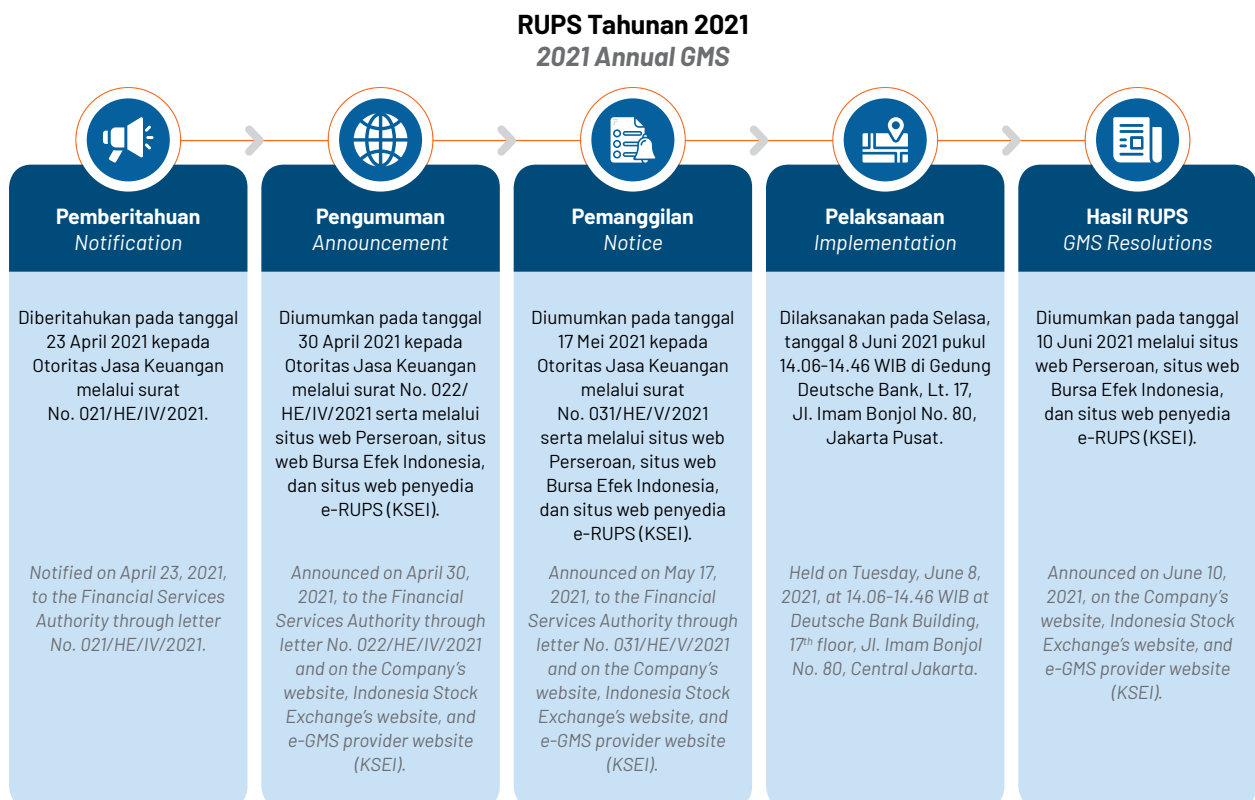 RUPS Tahunan 2021
2021 Annual GMS
Pemberitahuan
Notification
Diberitahukan pada tanggal
23 April 2021 kepada
Otoritas Jasa Keuangan
melalui surat
No. 021/HE/IV/2021.
Notified on April 23, 2021,
to the Financial Services
Authority through letter
No. 021/HE/IV/2021.
Pengumuman
Announcement
Diumumkan pada tanggal
30 April 2021 kepada
Otoritas Jasa Keuangan
melalui surat No. 022/
HE/IV/2021 serta melalui
situs web Perseroan, situs
web Bursa Efek Indonesia,
dan situs web penyedia
e-RUPS (KSEI).
Announced on April 30,
2021, to the Financial
Services Authority through
letter No. 022/HE/IV/2021
and on the Company's
website, Indonesia Stock
Exchange's website, and
e-GMS provider website
(KSEI).
Pemanggilan
Notice
Diumumkan pada tanggal
17 Mei 2021 kepada
Otoritas Jasa Keuangan
melalui surat
No. 031/HE/V/2021
serta melalui situs web
Perseroan, situs web
Bursa Efek Indonesia,
dan situs web penyedia
e-RUPS (KSEI).
Announced on May 17,
2021, to the Financial
Services Authority through
letter No. 031/HE/V/2021
and on the Company's
website, Indonesia Stock
Exchange's website, and
e-GMS provider website
(KSEI).
Pelaksanaan
Implementation
Dilaksanakan pada Selasa,
tanggal 8 Juni 2021 pukul
14.06-14.46 WIB di Gedung
Deutsche Bank, Lt. 17,
Jl. Imam Bonjol No. 80,
Jakarta Pusat.
Held on Tuesday, June 8,
2021, at 14.06-14.46 WIB at
Deutsche Bank Building,
17th floor, Jl. Imam Bonjol
No. 80, Central Jakarta.
Hasil RUPS
GMS Resolutions
Diumumkan pada tanggal
10 Juni 2021 melalui situs
web Perseroan, situs web
Bursa Efek Indonesia,
dan situs web penyedia
e-RUPS (KSEI).
Announced on June 10,
2021, on the Company's
website, Indonesia Stock
Exchange's website, and
e-GMS provider website
(KSEI).